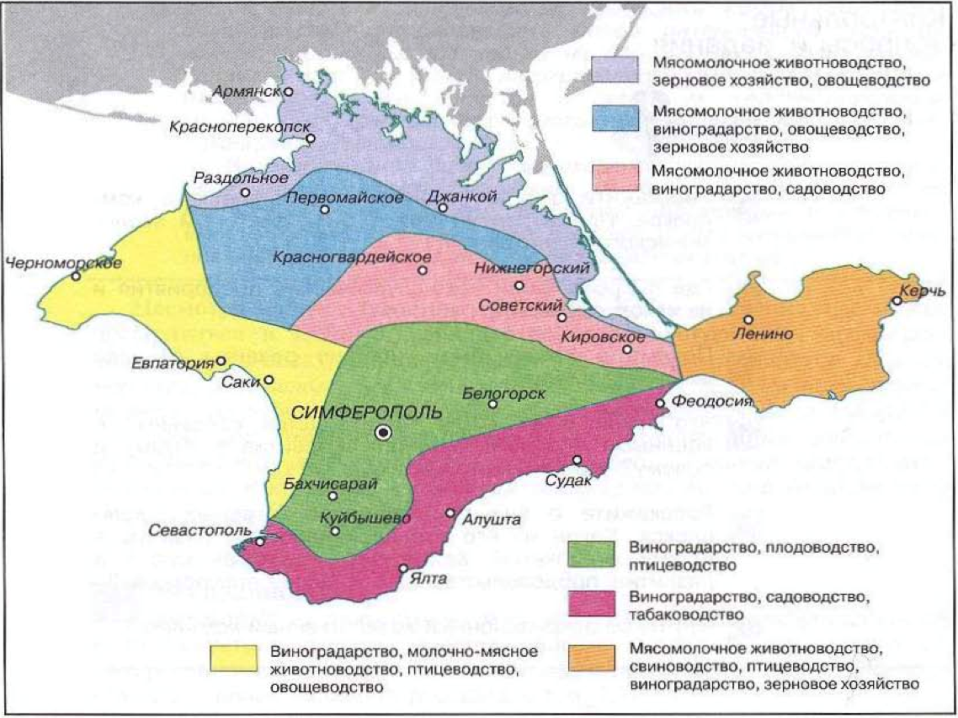 Армянск
Красноперекопск
Раздольное
Первомайское
Джанкой
Черноморское
Красногвардейское
Нижнегорский
Советский
Кировское
Керчь
Ленино
Евпатория
Саки
Белогорск
Феодосия
СИМФЕРОПОЛЬ
Бахчисарай
Судак
Куйбышево
Севастополь
Алушта
Ялта
Мясомолочное животноводство,
зерновое хозяйство, овощеводство
Мясомолочное животноводство,
виноградарство, овощеводство,
зерновое хозяйство
Мясомолочное животноводство,
виноградарство, садоводство
Виноградарство, плодоводство,
птицеводство
Виноградарство, садоводство,
табаководство
Виноградарство, молочно-мясное
животноводство, птицеводство,
овощеводство
Мясомолочное животноводство,
свиноводство, птицеводство,
виноградарство, зерновое хозяйство